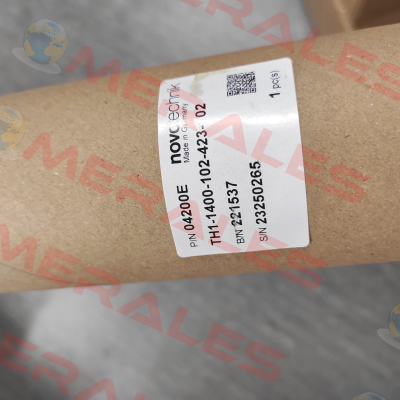 novotechnik
Made in Germany
P/N 04200E
TH1-1400-102-423-102
B/N 221537
S/N 23250265
1 pc(s)
MERALES